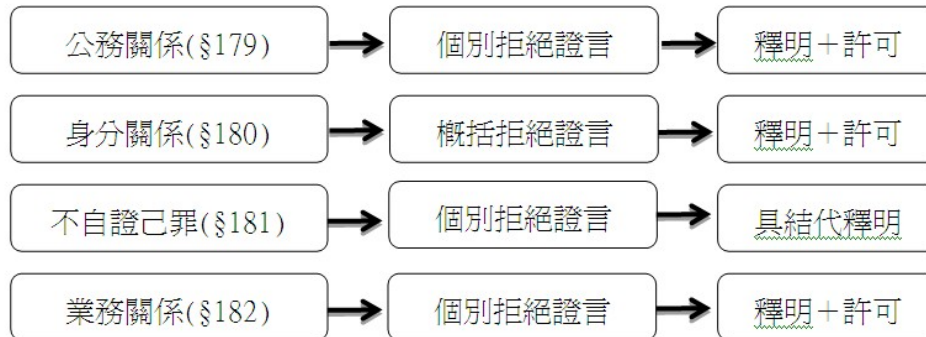 公務關係(§179) 個別拒絕證言 釋明＋許可
身分關係(§180) 概括拒絕證言 釋明＋許可
不自證己罪(§181) 個別拒絕證言 具結代釋明
業務關係(§182) 個別拒絕證言 釋明＋許可